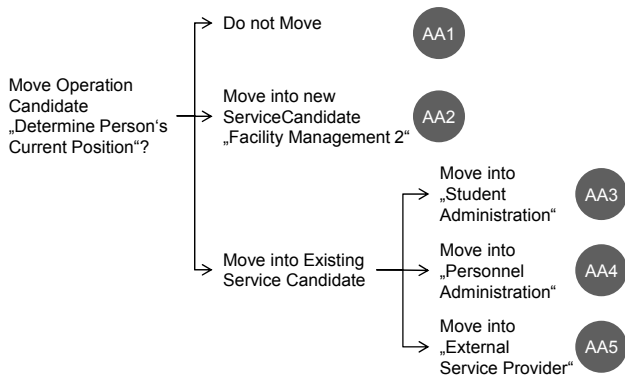 Do not Move
AA1
Move Operation
Candidate
„Determine Person‘s
Current Position“?
Move into new
ServiceCandidate
„Facility Management 2“
AA2
Move into Existing
Service Candidate
Move into
„Student
Administration“
AA3
Move into
„Personnel
Administration“
AA4
Move into
„External
Service Provider“
AA5